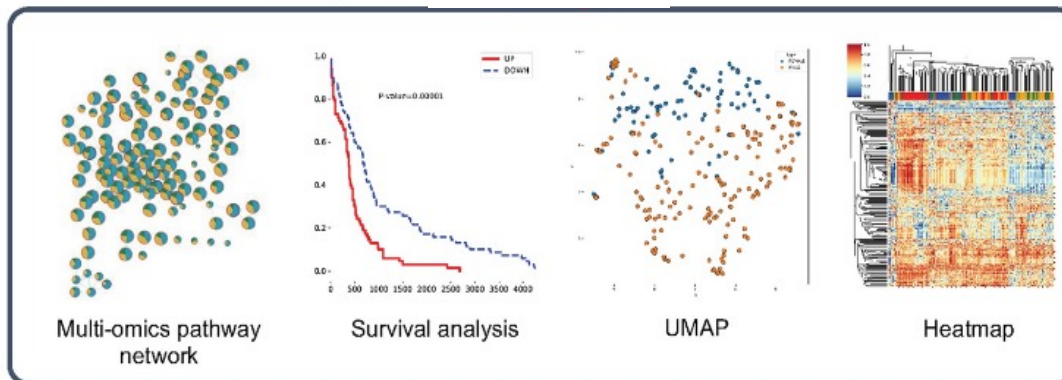 1.0
0.8
0.6
0.4
0.2
0.0
UP
DOWN
P-value=0.00001
0 500 1000 1500 2500 3000 3500 4000
Multi-omics pathway
network
Survival analysis
UMAP
Heatmap